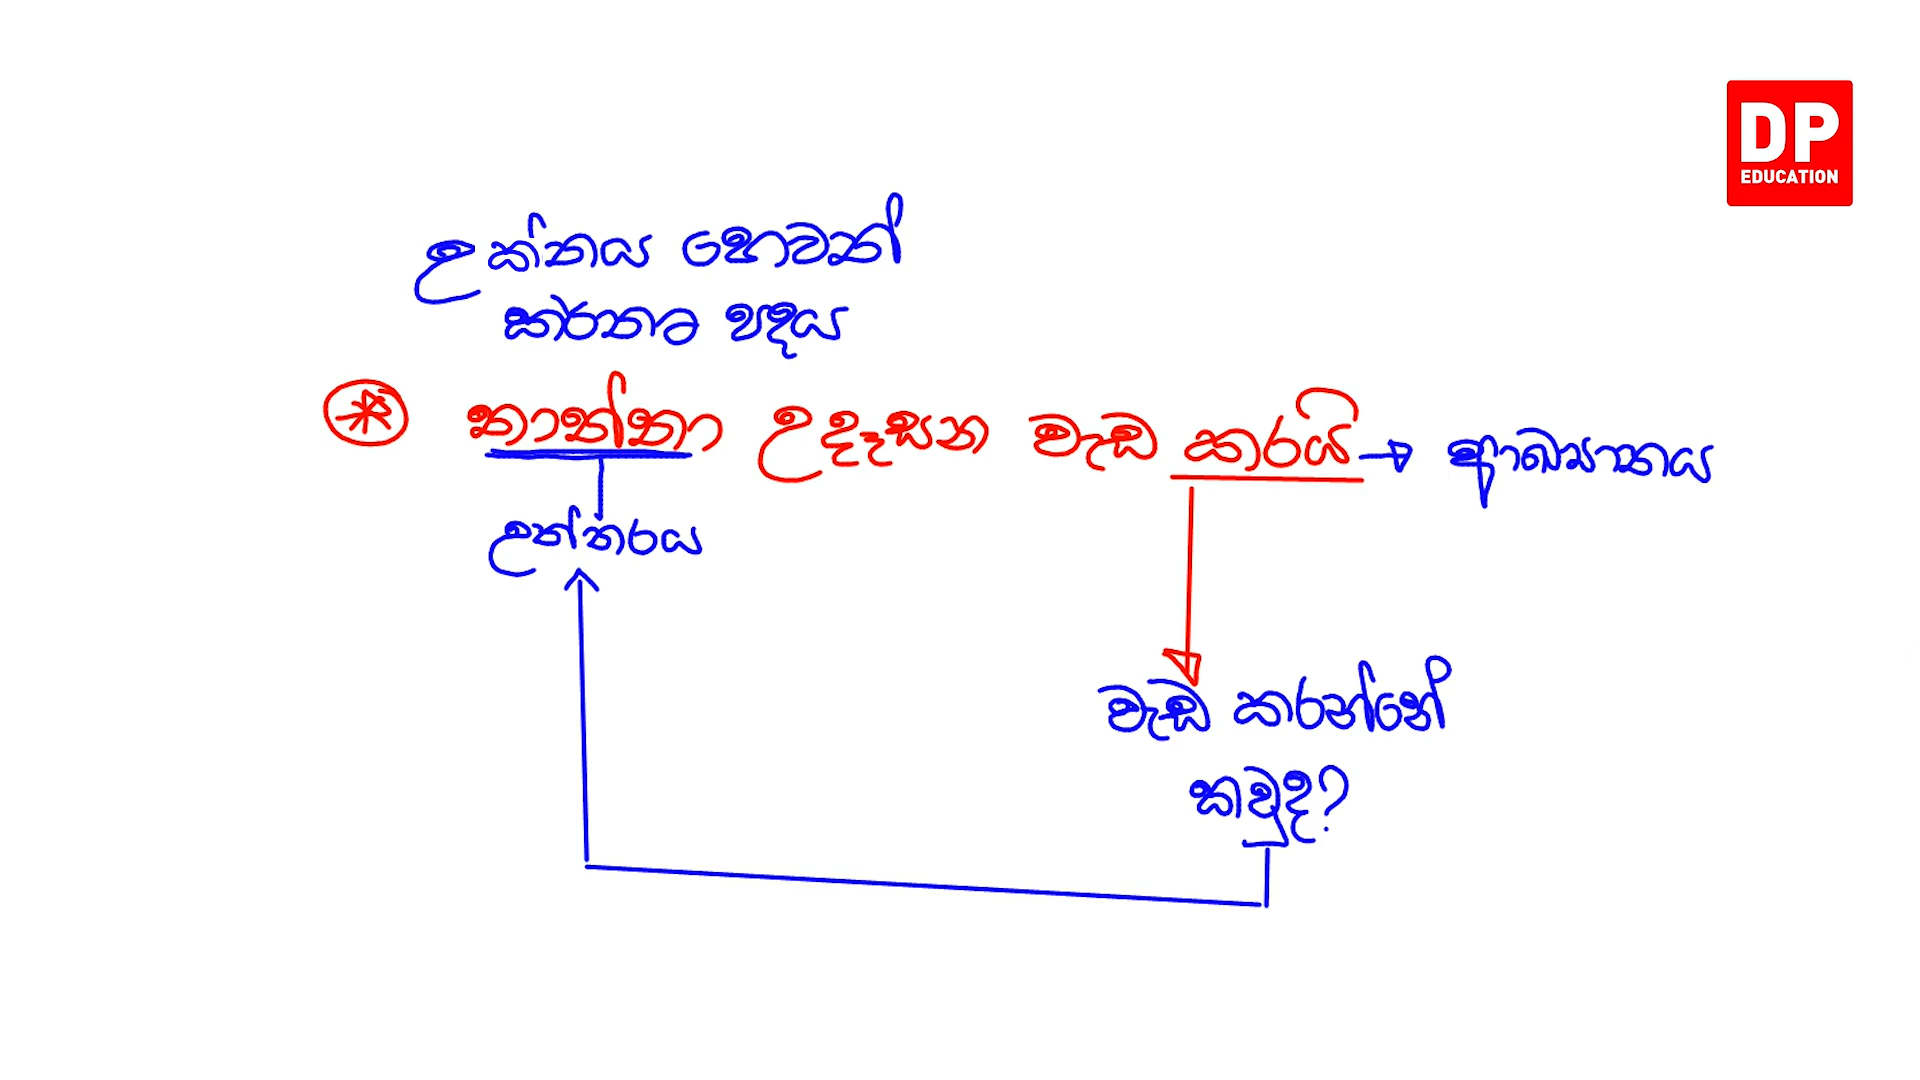 DP
EDUCATION
උක්තය හෙවත්
කර්තෘ පදය
* තාත්තා උදෑසන වැඩ කරයි → ආඛ්‍යාතය
උත්තරය
වැඩ කරන්නේ
කවුද?